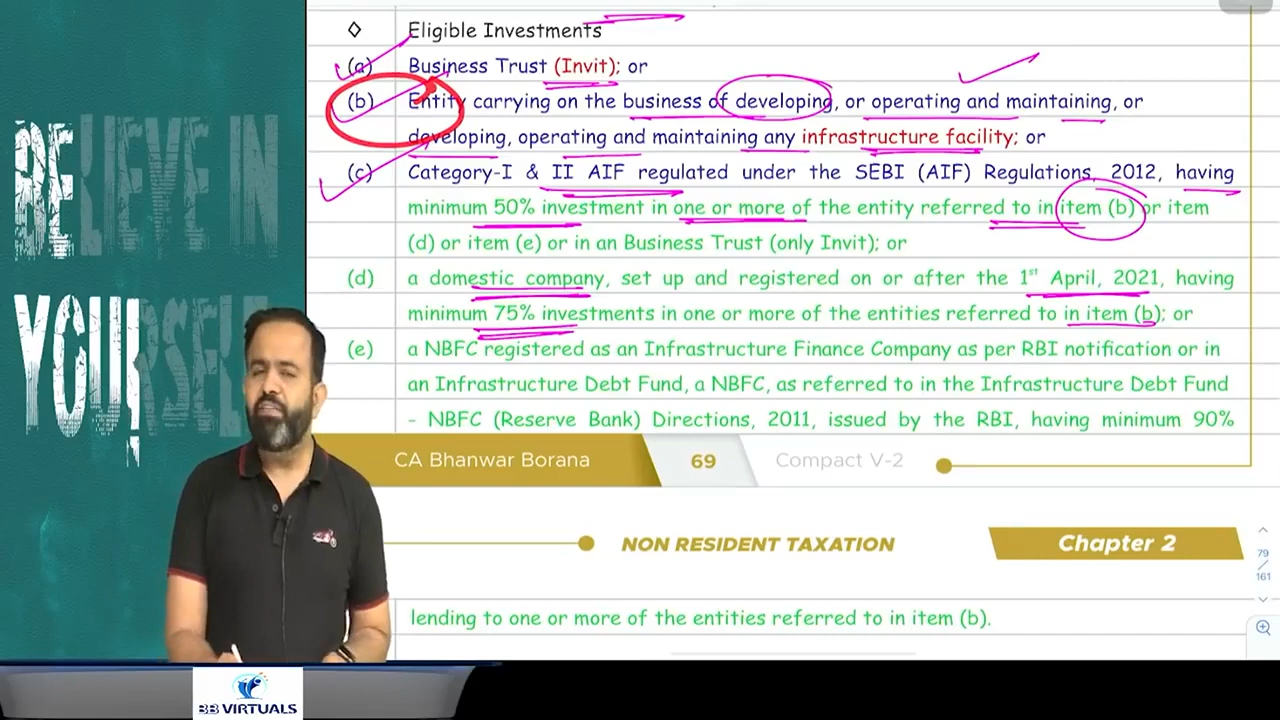 ◊ Eligible Investments
(a) Business Trust (Invit); or
(b) Entity carrying on the business of developing, or operating and maintaining, or
developing, operating and maintaining any infrastructure facility; or
(c) Category-I & II AIF regulated under the SEBI (AIF) Regulations, 2012, having
minimum 50% investment in one or more of the entity referred to in item (b) or item
(d) or item (e) or in an Business Trust (only Invit); or
(d) a domestic company, set up and registered on or after the 1st April, 2021, having
minimum 75% investments in one or more of the entities referred to in item (b); or
(e) a NBFC registered as an Infrastructure Finance Company as per RBI notification or in
an Infrastructure Debt Fund, a NBFC, as referred to in the Infrastructure Debt Fund
- NBFC (Reserve Bank) Directions, 2011, issued by the RBI, having minimum 90%
CA Bhanwar Borana 69 Compact V-2
NON RESIDENT TAXATION Chapter 2
79
/
161
lending to one or more of the entities referred to in item (b).
BELIEVE IN
YOURSELF
BB VIRTUALS